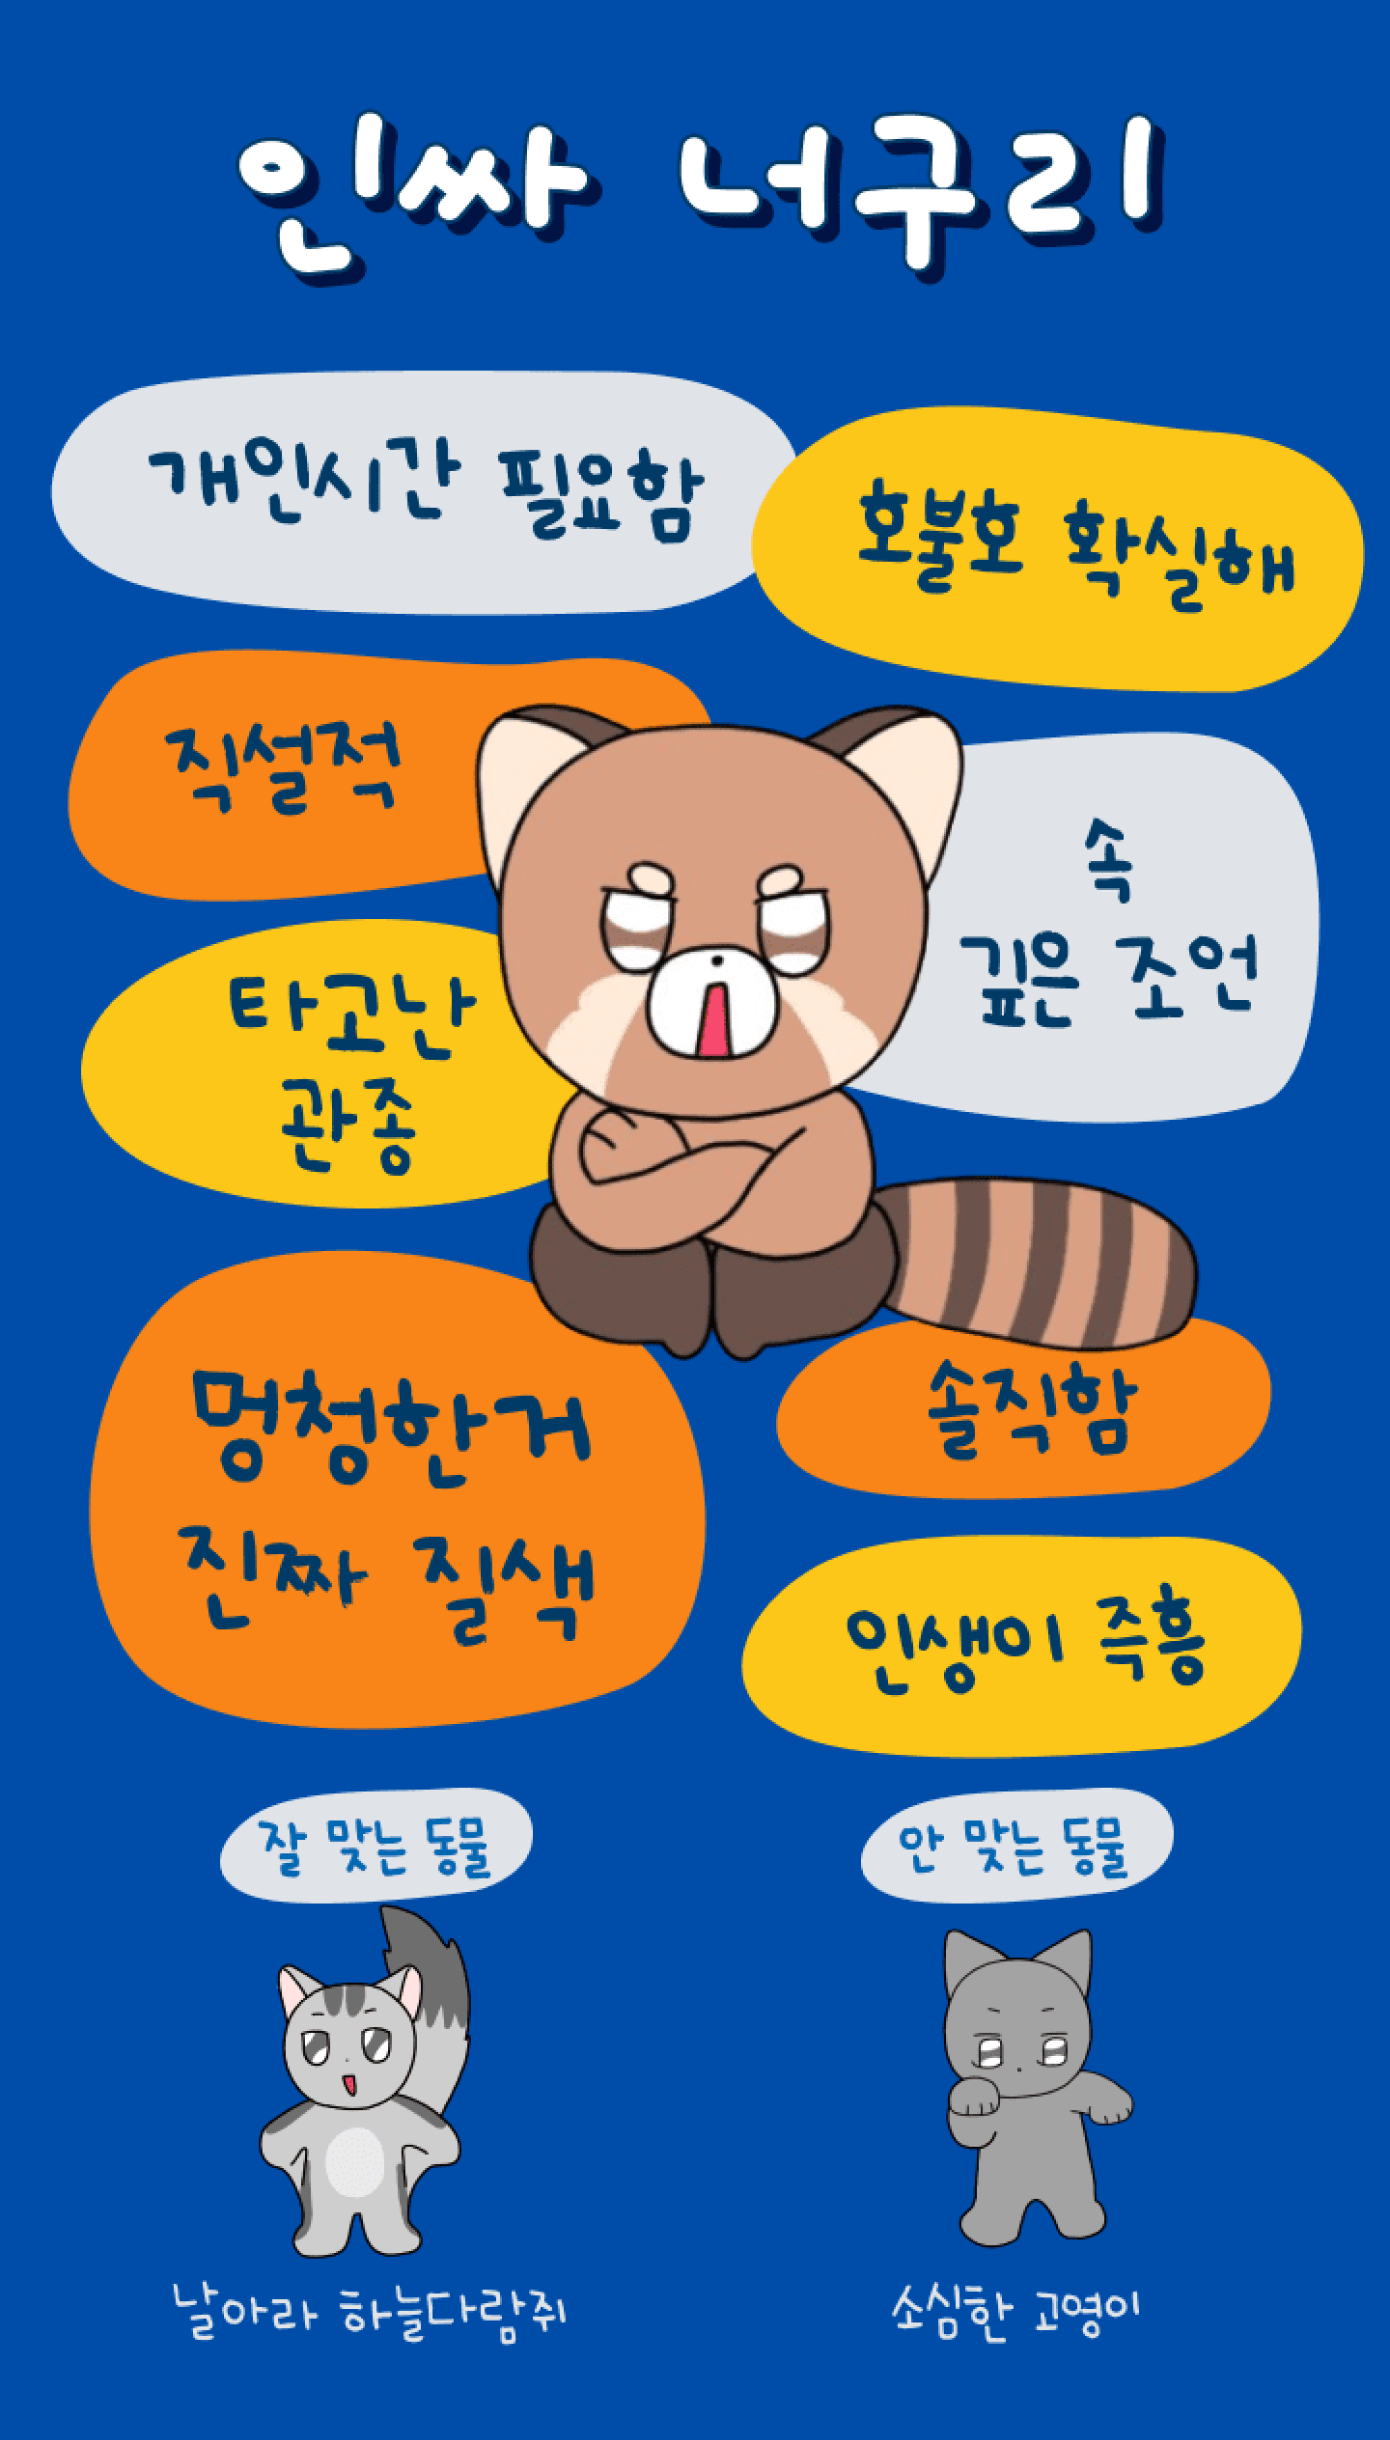 인싸 너구리
개인시간 필요함
호불호 확실해
직설적
속
깊은 조언
타고난
관종
멍청한거
진짜 질색
솔직함
인생이 즉흥
잘 맞는 동물
안 맞는 동물
날아라 하늘다람쥐
소심한 고영이